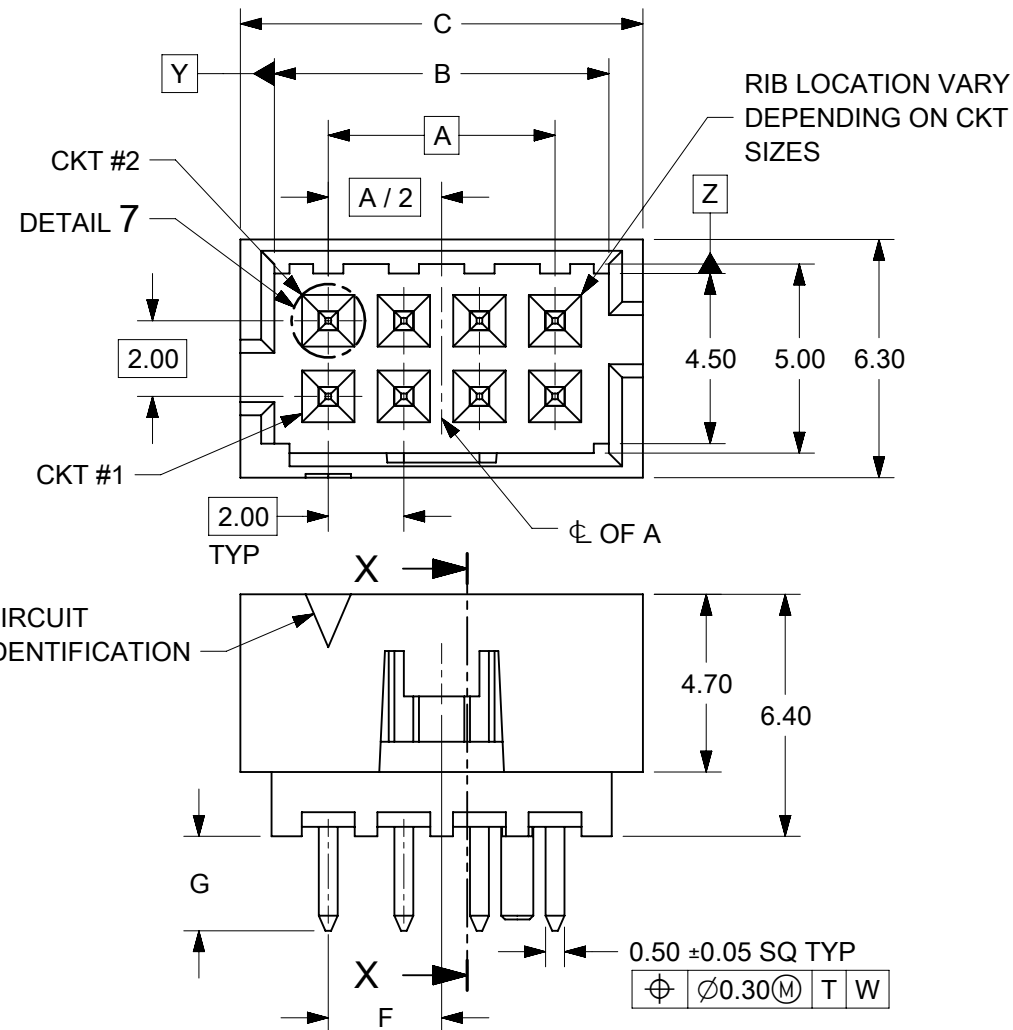 C
Y
B
RIB LOCATION VARY
DEPENDING ON CKT
SIZES
A
CKT #2
A / 2
Z
DETAIL 7
2.00
4.50
5.00
6.30
CKT #1
2.00
TYP
℄ OF A
X
IRCUIT
DENTIFICATION
4.70
6.40
G
0.50 ±0.05 SQ TYP
⌖ ∅0.30Ⓜ T W
X
F